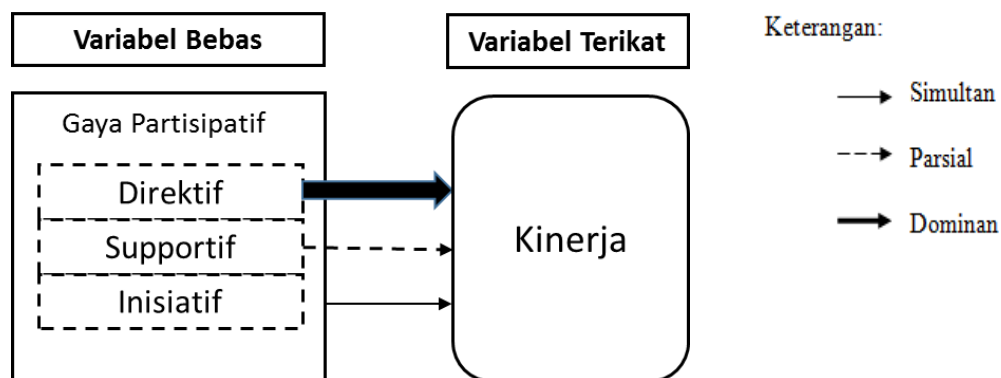 Variabel Bebas
Variabel Terikat
Keterangan:
Gaya Partisipatif
Direktif
Supportif
Inisiatif
Kinerja
Simultan
Parsial
Dominan